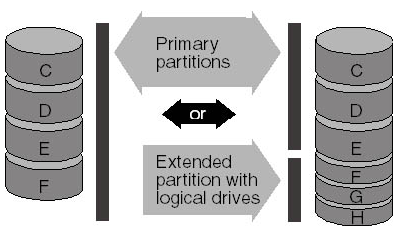 C
D
E
F
Primary
partitions
or
Extended
partition with
logical drives
C
D
E
F
G
H